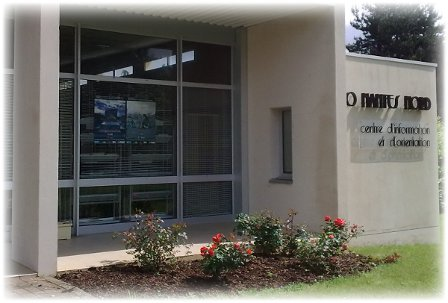 O NANTES NORD
centre d'information
et d'orientation